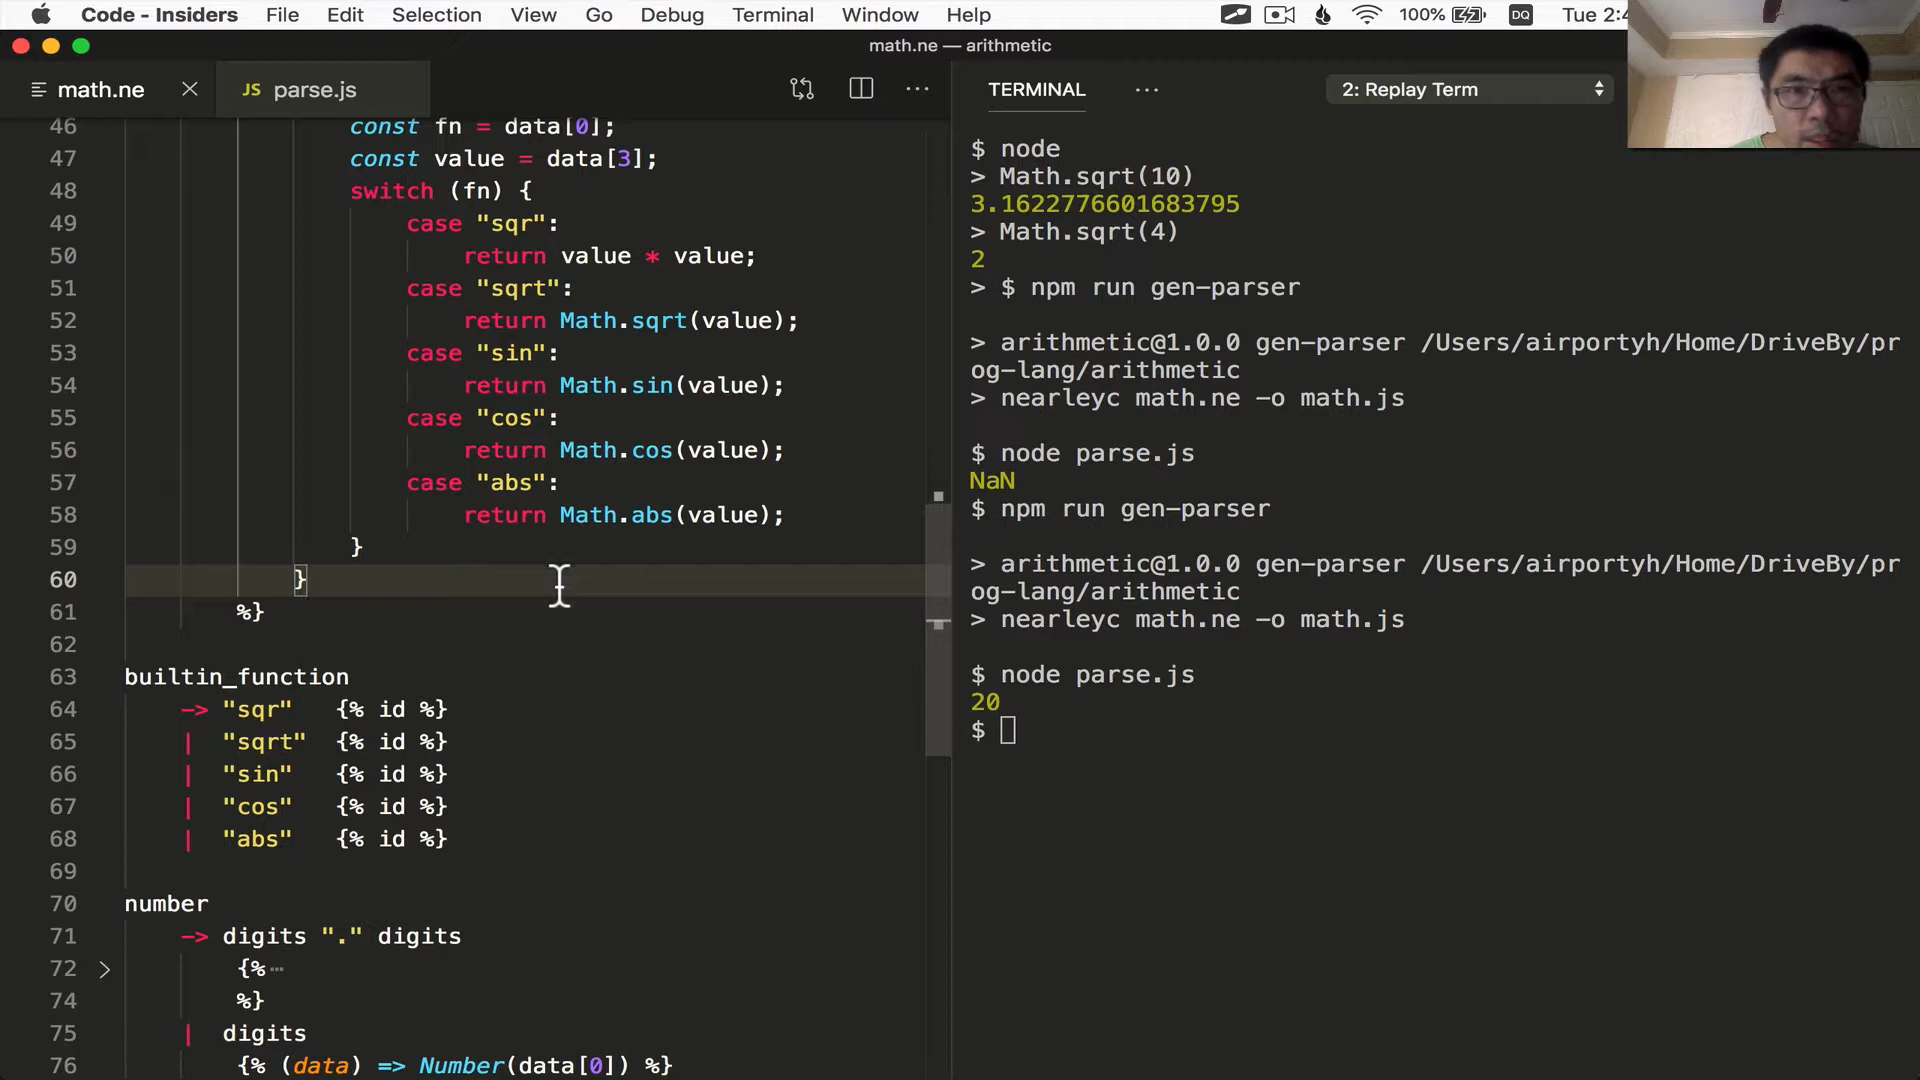 Code - Insiders File Edit Selection View Go Debug Terminal Window Help 100% DQ Tue 2:4
math.ne — arithmetic
math.ne JS parse.js
46 const fn = data[0];
47 const value = data[3];
48 switch (fn) {
49 case "sqr":
50 return value * value;
51 case "sqrt":
52 return Math.sqrt(value);
53 case "sin":
54 return Math.sin(value);
55 case "cos":
56 return Math.cos(value);
57 case "abs":
58 return Math.abs(value);
59 }
60 }
61 %}
62
63 builtin_function
64 -> "sqr" {% id %}
65 | "sqrt" {% id %}
66 | "sin" {% id %}
67 | "cos" {% id %}
68 | "abs" {% id %}
69
70 number
71 -> digits "." digits
72 {% ⋯
74 %}
75 | digits
76 {% (data) => Number(data[0]) %}
TERMINAL ⋯ 2: Replay Term
$ node
> Math.sqrt(10)
3.1622776601683795
> Math.sqrt(4)
2
> $ npm run gen-parser
> arithmetic@1.0.0 gen-parser /Users/airportyh/Home/DriveBy/pr
og-lang/arithmetic
> nearleyc math.ne -o math.js
$ node parse.js
NaN
$ npm run gen-parser
> arithmetic@1.0.0 gen-parser /Users/airportyh/Home/DriveBy/pr
og-lang/arithmetic
> nearleyc math.ne -o math.js
$ node parse.js
20
$